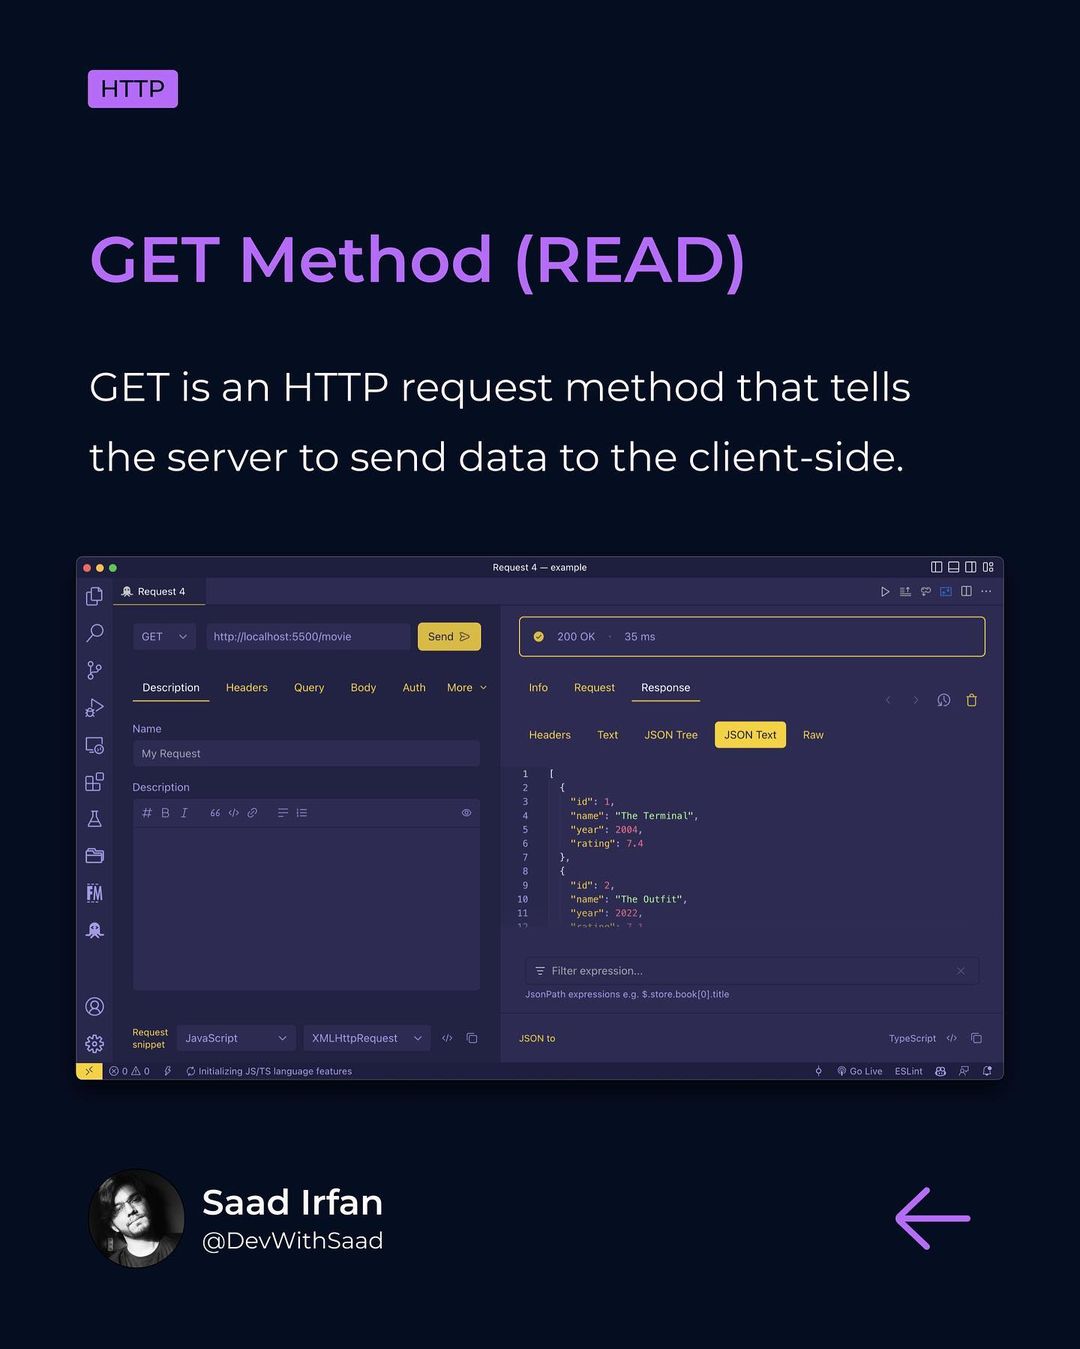 HTTP
GET Method (READ)
GET is an HTTP request method that tells
the server to send data to the client-side.
Request 4 — example
Request 4
GET
http://localhost:5500/movie
Send
200 OK · 35 ms
Description Headers Query Body Auth More
Info Request Response
Name
My Request
Headers Text JSON Tree JSON Text Raw
Description
# B I 66 </>
1 [
2 {
3 "id": 1,
4 "name": "The Terminal",
5 "year": 2004,
6 "rating": 7.4
7 },
8 {
9 "id": 2,
10 "name": "The Outfit",
11 "year": 2022,
12 "rating": 7.1
Filter expression...
JsonPath expressions e.g. $.store.book[0].title
FM
Request
snippet
JavaScript
XMLHttpRequest
</>
JSON to
TypeScript </>
0 0 Initializing JS/TS language features
Go Live ESLint
Saad Irfan
@DevWithSaad